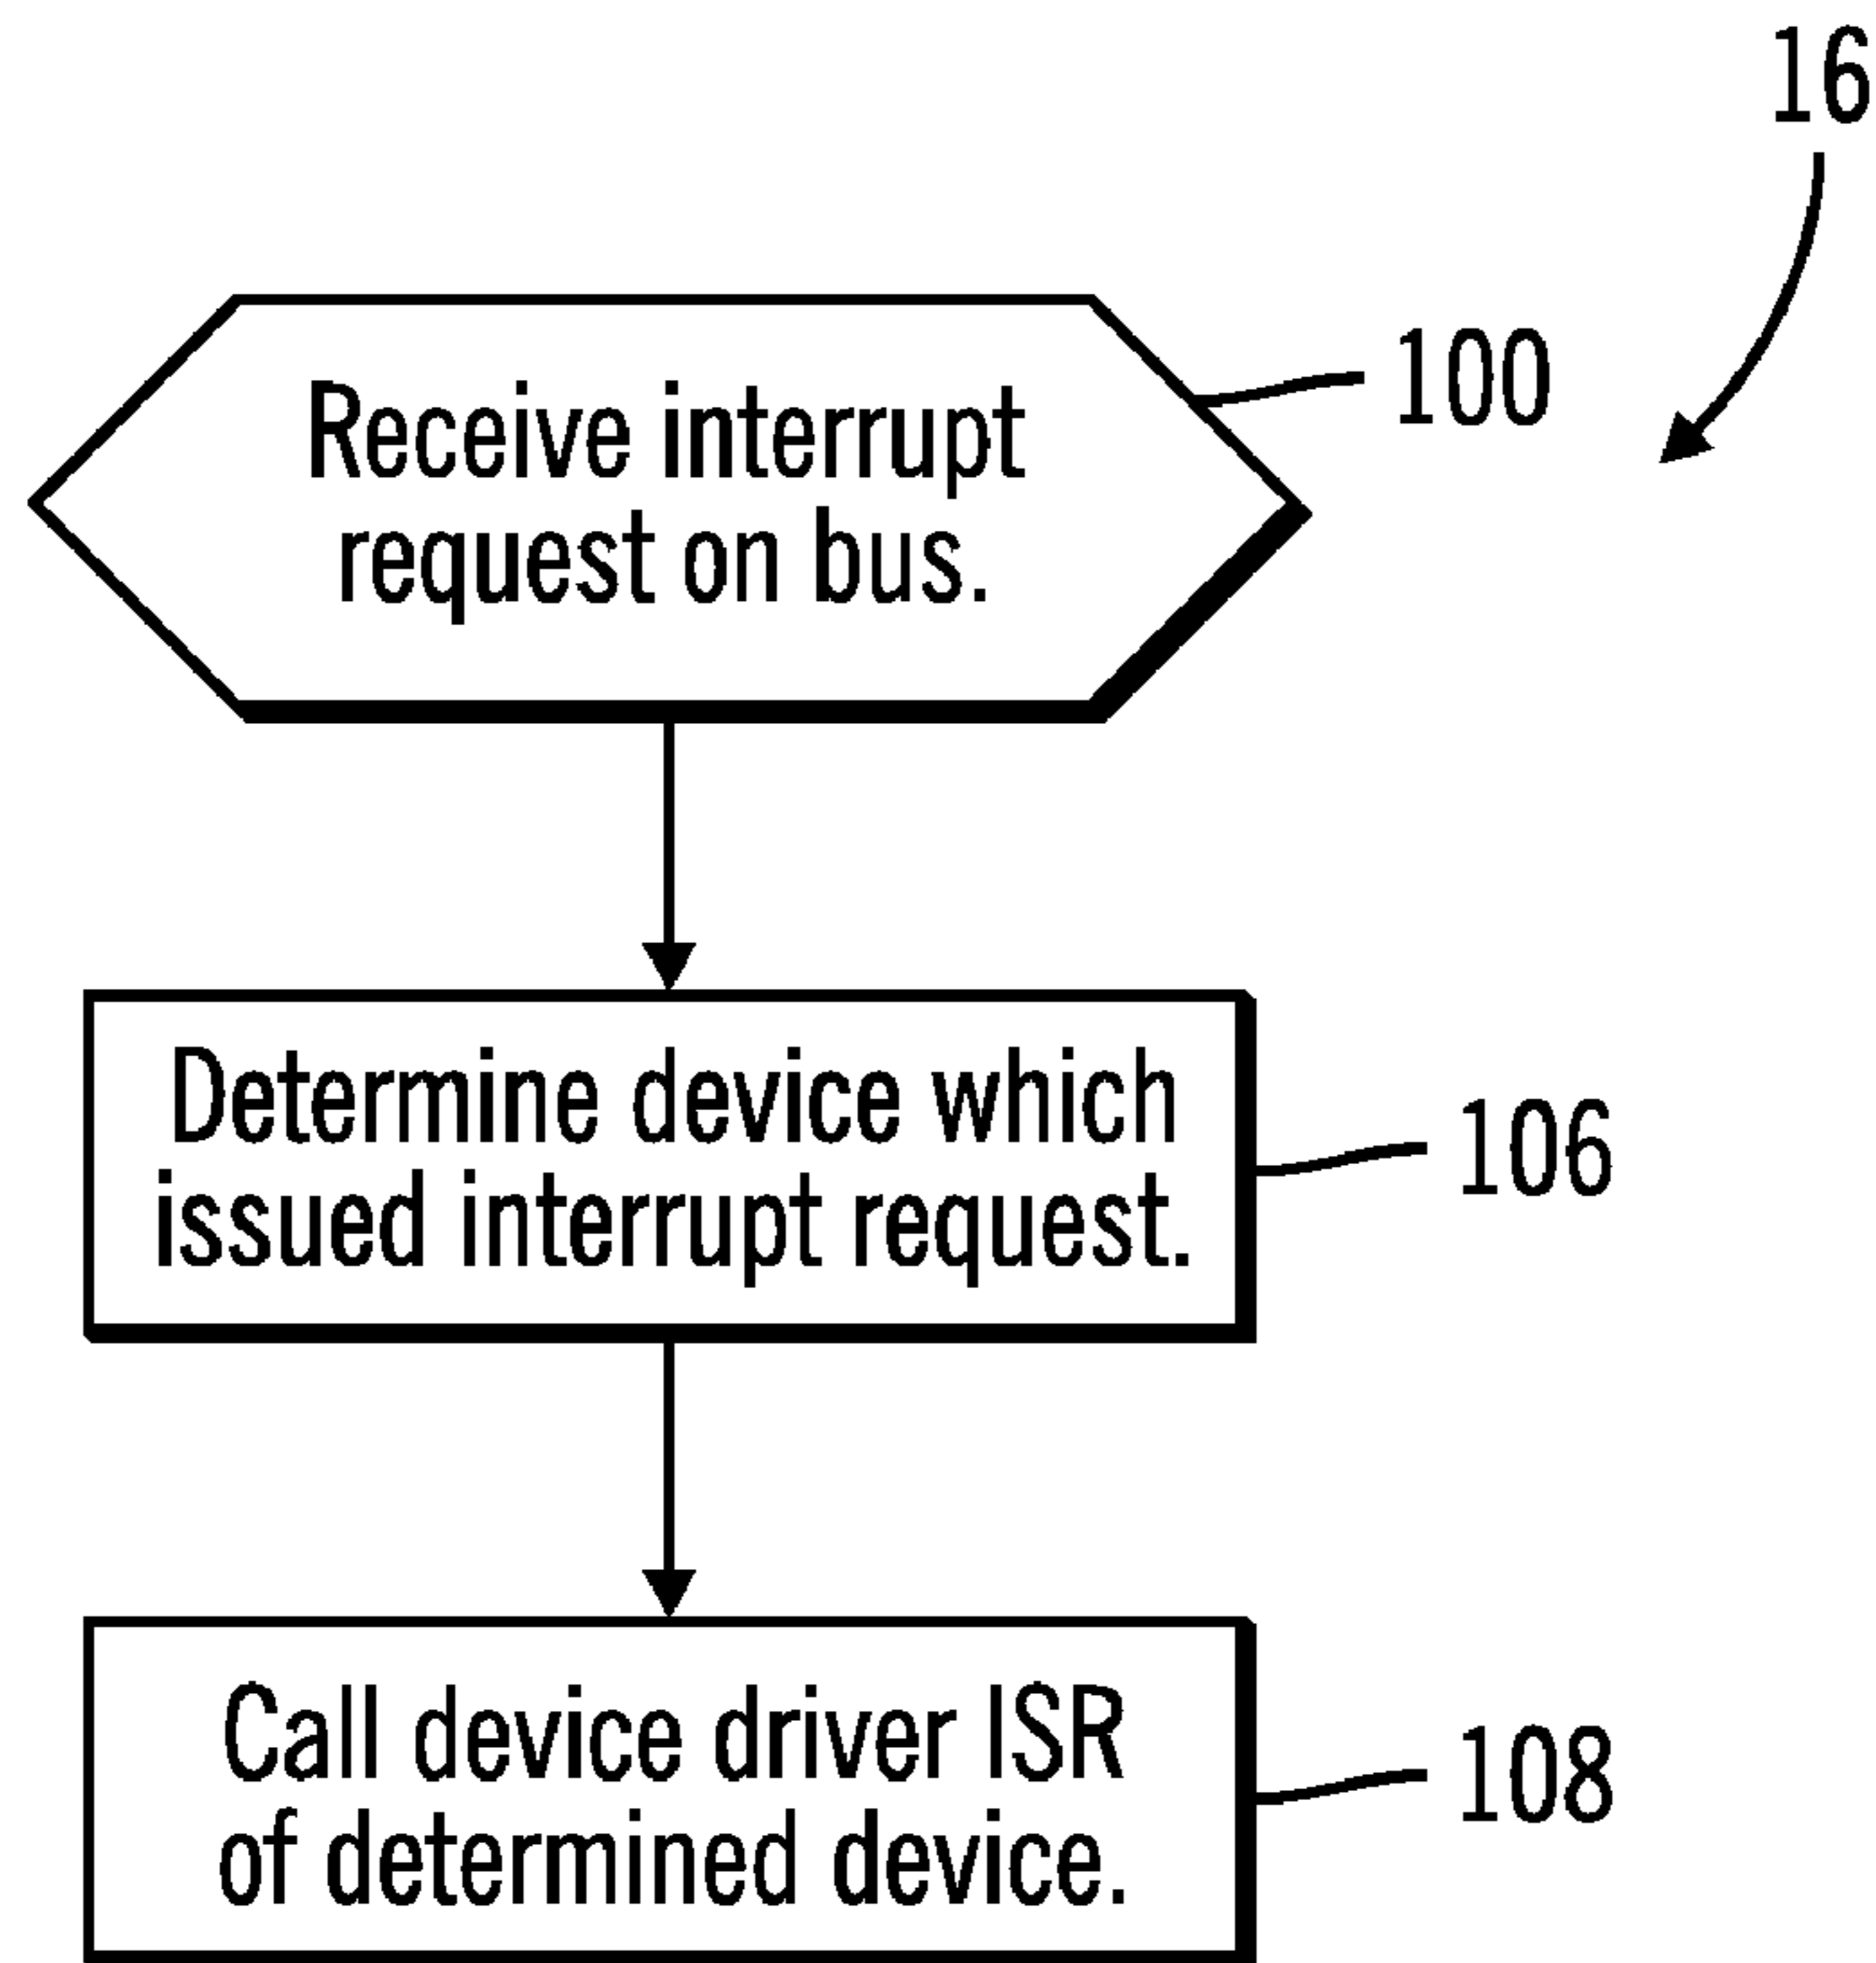 16
Receive interrupt
request on bus.
100
Determine device which
issued interrupt request.
106
Call device driver ISR
of determined device.
108